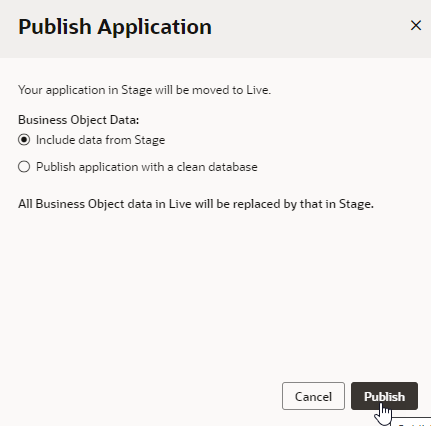 Publish Application
Your application in Stage will be moved to Live.
Business Object Data:
Include data from Stage
Publish application with a clean database
All Business Object data in Live will be replaced by that in Stage.
Cancel
Publish